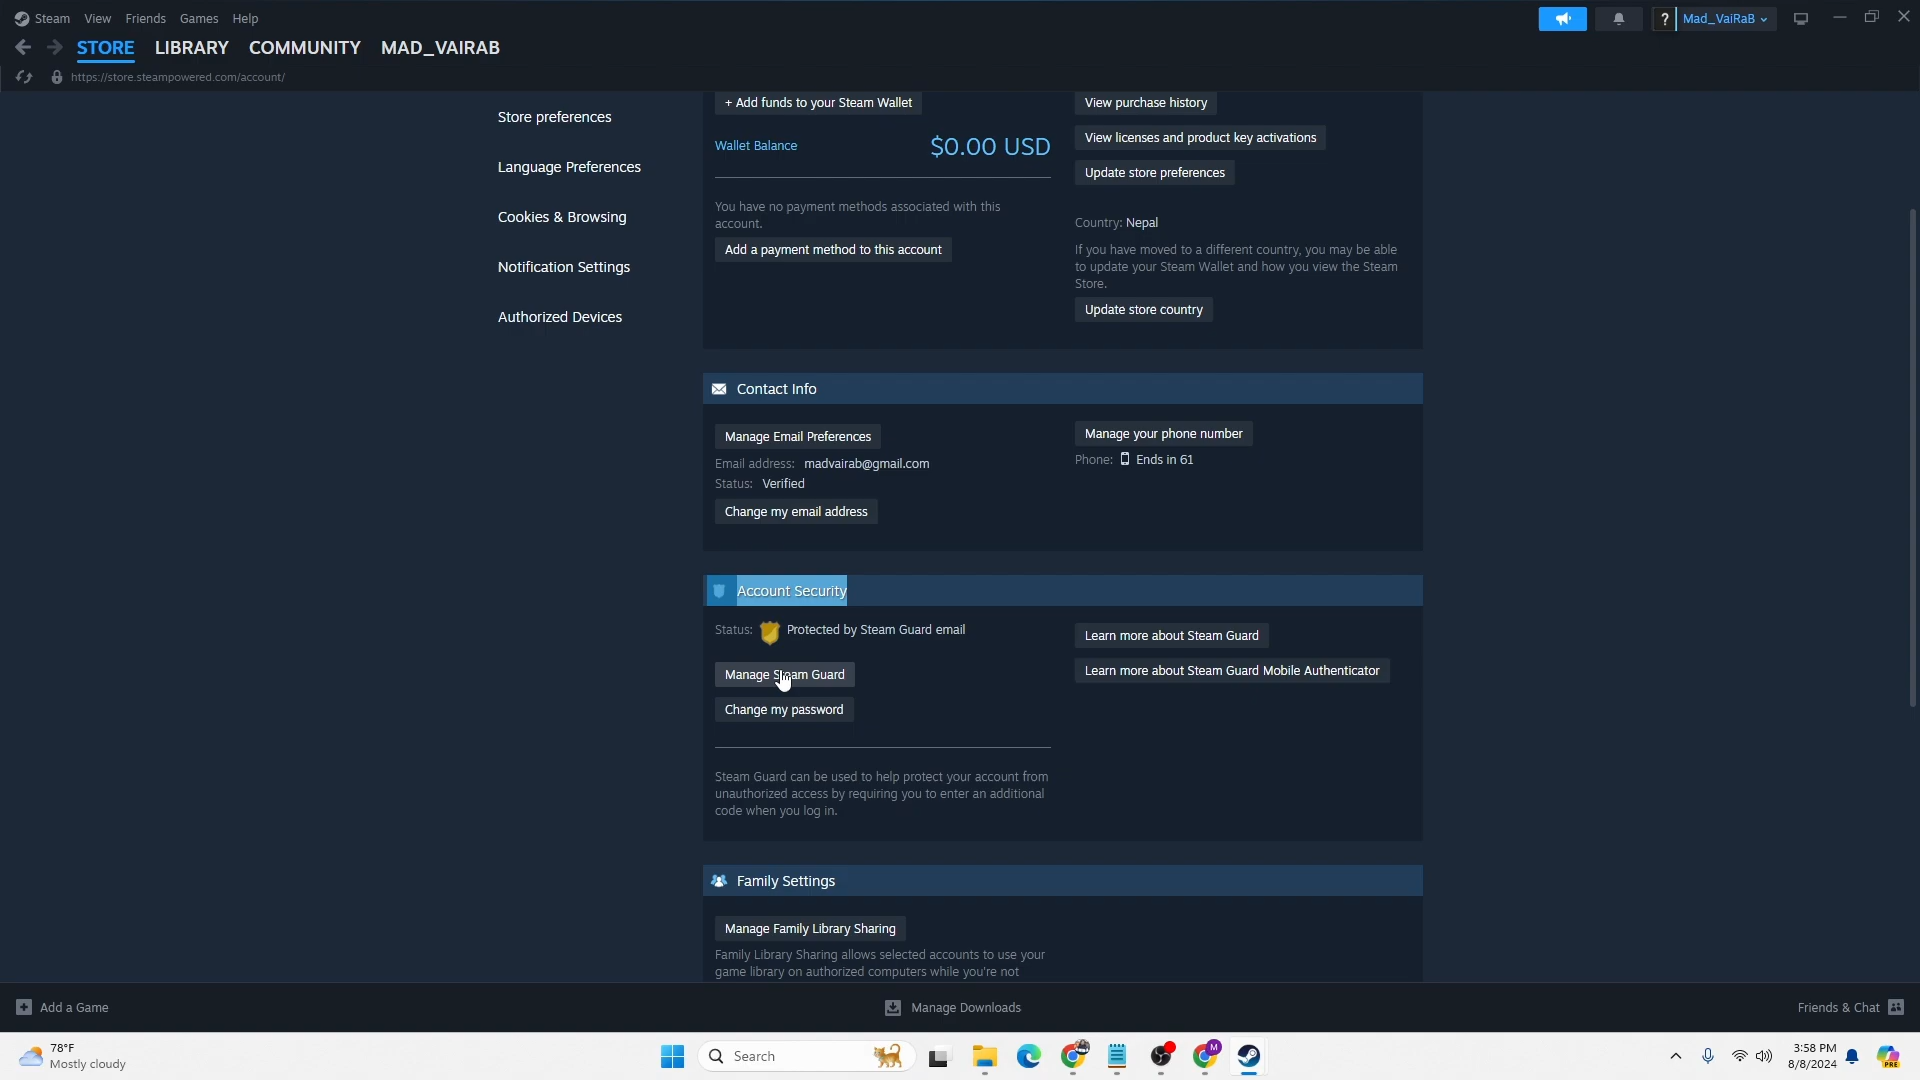 Steam View Friends Games Help
? Mad_VaiRaB
STORE LIBRARY COMMUNITY MAD_VAIRAB
https://store.steampowered.com/account/
Store preferences
Language Preferences
Cookies & Browsing
Notification Settings
Authorized Devices
+ Add funds to your Steam Wallet
Wallet Balance $0.00 USD
You have no payment methods associated with this
account.
Add a payment method to this account
View purchase history
View licenses and product key activations
Update store preferences
Country: Nepal
If you have moved to a different country, you may be able
to update your Steam Wallet and how you view the Steam
Store.
Update store country
Contact Info
Manage Email Preferences
Email address: madvairab@gmail.com
Status: Verified
Change my email address
Manage your phone number
Phone: Ends in 61
Account Security
Status: Protected by Steam Guard email
Manage Steam Guard
Change my password
Steam Guard can be used to help protect your account from
unauthorized access by requiring you to enter an additional
code when you log in.
Learn more about Steam Guard
Learn more about Steam Guard Mobile Authenticator
Family Settings
Manage Family Library Sharing
Family Library Sharing allows selected accounts to use your
game library on authorized computers while you're not
Add a Game
Manage Downloads
Friends & Chat
78°F
Mostly cloudy
Search
M
3:58 PM
8/8/2024
PRE